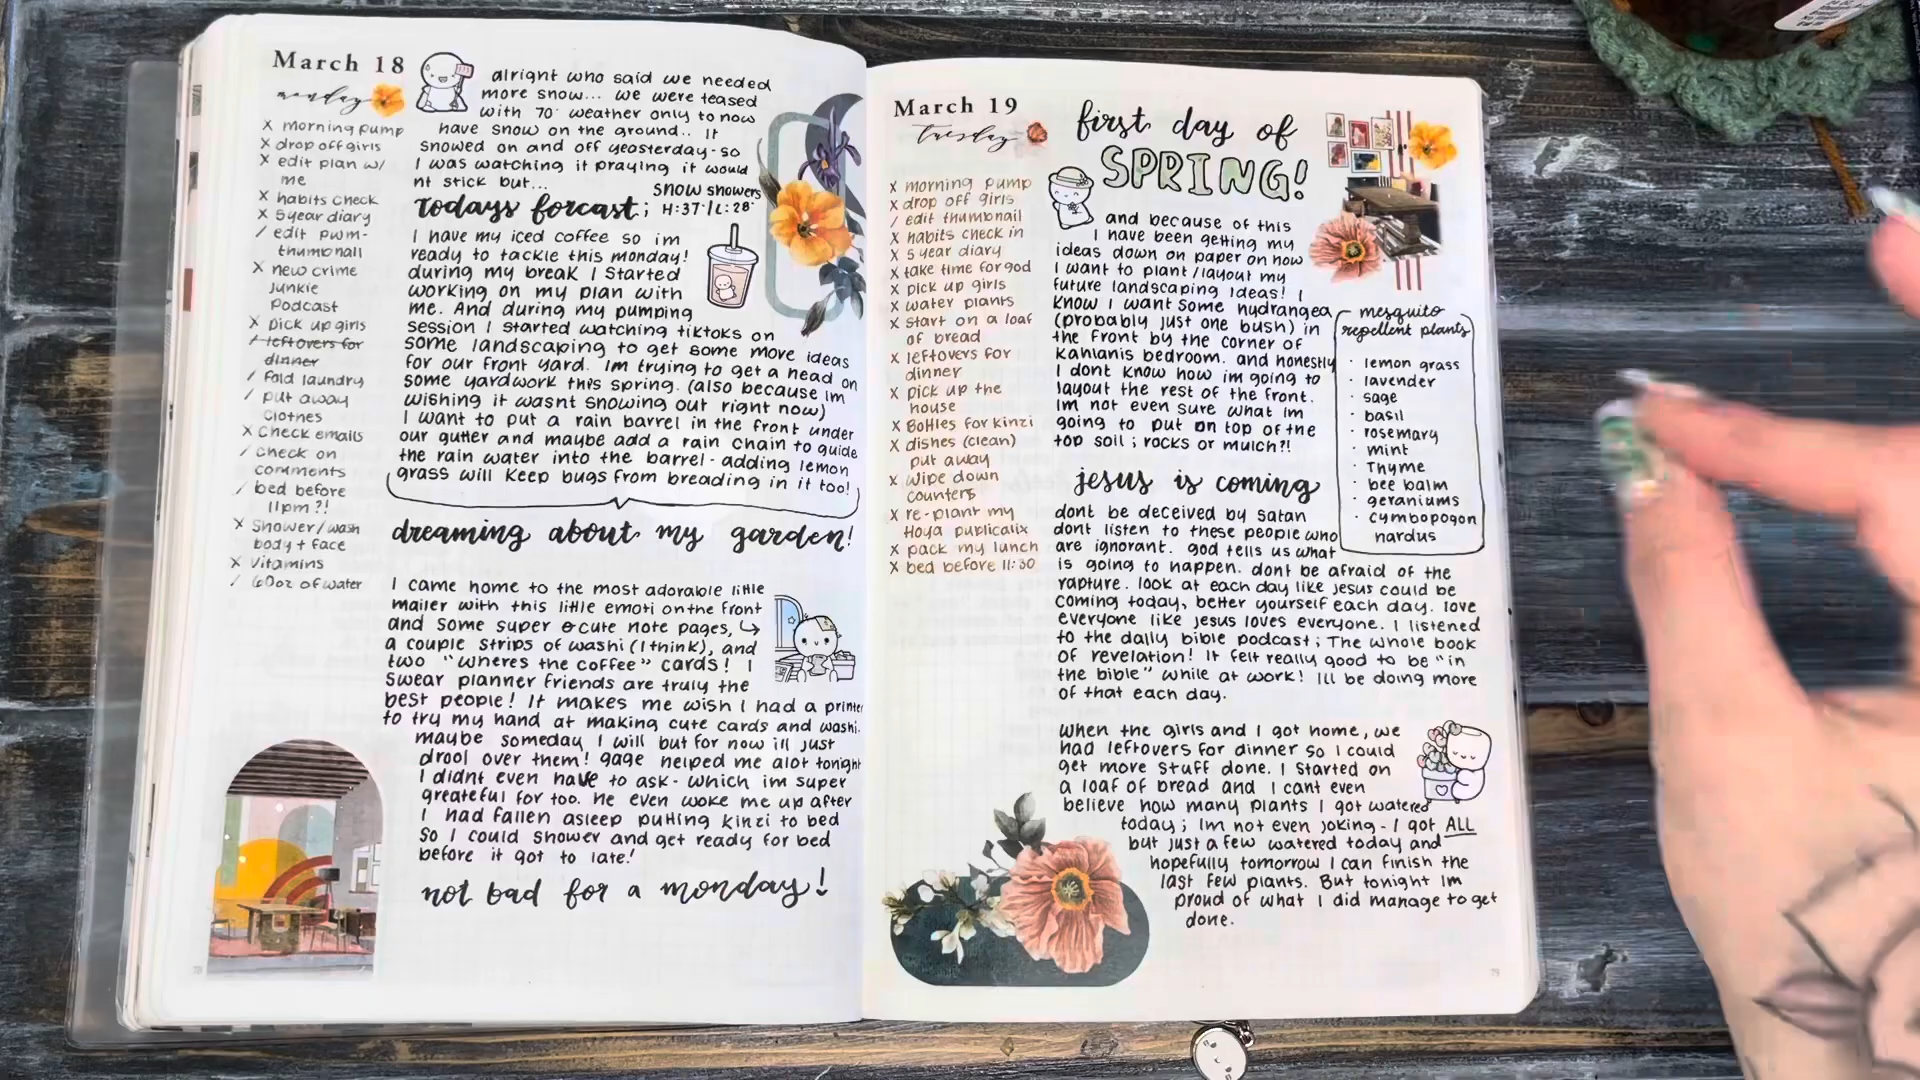 March 18
monday
x morning pump
x drop off girls
x edit plan w/
me
x habits check
x 5 year diary
/ edit pwm-
thumbnail
x new crime
junkie
Podcast
x pick up girls
/ leftovers for
dinner
/ fold laundry
/ put away
clothes
x check emails
/ check on
comments
/ bed before
11pm?!
x Shower/wash
body + face
x Vitamins
/ 60oz of water
alright who said we needed
more snow... we were teased
with 70° weather only to now
have snow on the ground.. It
snowed on and off yeosterday-so
I was watching it praying it would
nt stick but...
snow showers
todays forcast; H:37°/L:28°
I have my iced coffee so im
ready to tackle this monday!
during my break I started
working on my plan with
me. And during my pumping
session I started watching tiktoks on
some landscaping to get some more ideas
for our front yard. Im trying to get a head on
some yardwork this spring. (also because im
wishing it wasnt snowing out right now)
I want to put a rain barrel in the front under
our gutter and maybe add a rain chain to guide
the rain water into the barrel - adding lemon
grass will keep bugs from breading in it too!
dreaming about my garden!
I came home to the most adorable little
mailer with this little emoti on the front
and some super cute note pages,
a couple strips of washi (I think), and
two "wheres the coffee" cards! I
swear planner friends are truly the
best people! It makes me wish I had a printer
to try my hand at making cute cards and washi.
maybe someday I will but for now ill just
drool over them! gage helped me alot tonight
I didnt even have to ask - which im super
greateful for too. He even woke me up after
I had fallen asleep putting kinzi to bed
so I could shower and get ready for bed
before it got to late!
not bad for a monday!
78
March 19
tuesday
x morning pump
x drop off girls
/ edit thumbnail
x habits check in
x 5 year diary
x take time for god
x pick up girls
x water plants
x start on a loaf
of bread
x leftovers for
dinner
x pick up the
house
x Bottles for kinzi
x dishes (clean)
put away
x wipe down
counters
x re-plant my
Hoya publicalix
x pack my lunch
x bed before 11:30
first day of
SPRING!
and because of this
I have been getting my
ideas down on paper on how
I want to plant/layout my
future landscaping ideas! I
know I want some hydrangea
(probably just one bush) in
the front by the corner of
Kahlanis bedroom. and honestly
I dont know how im going to
layout the rest of the front.
Im not even sure what im
going to put on top of the
top soil; rocks or mulch?!
mesquito
repellent plants
· lemon grass
· lavender
· sage
· basil
· rosemary
· mint
· Thyme
· bee balm
· geraniums
· cymbopogon
nardus
jesus is coming
dont be deceived by satan
dont listen to these people who
are ignorant. god tells us what
is going to happen. dont be afraid of the
rapture. look at each day like jesus could be
coming today, better yourself each day. love
everyone like jesus loves everyone. I listened
to the daily bible podcast; The whole book
of revelation! It felt really good to be "in
the bible" while at work! Ill be doing more
of that each day.
When the girls and I got home, we
had leftovers for dinner so I could
get more stuff done. I started on
a loaf of bread and I cant even
believe how many plants I got watered
today; Im not even joking - I got ALL
but just a few watered today and
hopefully tomorrow I can finish the
last few plants. But tonight im
proud of what I did manage to get
done.
79